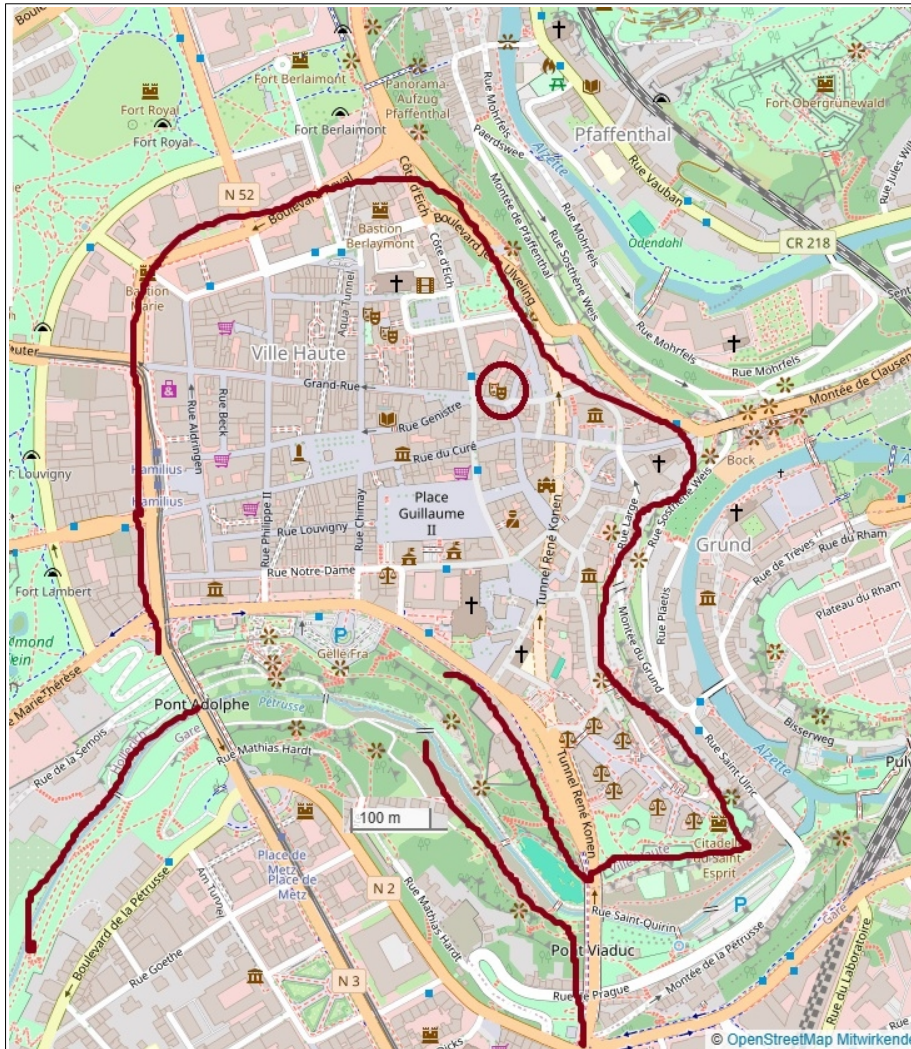 Fort Berlaimont
Fort Royal
Fort Royal
Fort Berlaimont
Panorama-
Aufzug
Pfaffenthal
Rue Mohrfels
Paerdswee
Pfaffenthal
Rue Vauban
Fort Obergrünewald
Rue Jules Wil
Alzette
N 52
Boulevard Royal
Côte d'Eich
Bastion
Berlaymont
Côte d'Eich
Montée de Pfaffenthal
Rue Sosthène Weis
Rue Mohrfels
Odendahl
CR 218
Aqua Tunnel
Ville Haute
Grand-Rue
Rue Beck
Rue Aldringen
Rue Genistre
Rue du Curé
Rue Mohrfels
Rue Mohrfels
Montée de Clausen
Hamilius
Hamilius
Rue Philippe II
Rue Chimay
Rue Louvigny
Place
Guillaume
II
Rue Notre-Dame
Tunnel René Konen
Rue Large
Rue Sosthène Weis
Bock
Grund
Rue de Trèves
Rue du Rham
Plateau du Rham
Rue Plaetis
Montée du Grund
Fort Lambert
Gëlle Fra
Pont Adolphe
Pétrusse
Rue de la Semois
Rue Mathias Hardt
100 m
Tunnel René Konen
Rue Saint-Ulric
Alzette
Bisserweg
Place de
Metz
Place de
Metz
N 2
Am Tunnel
Boulevard de la Pétrusse
Rue Goethe
N 3
Rue Mathias Hardt
Rue Saint-Quirin
Pont Viaduc
Rue de Prague
Montée de la Pétrusse
Gare
Rue du Laboratoire
© OpenStreetMap Mitwirkende